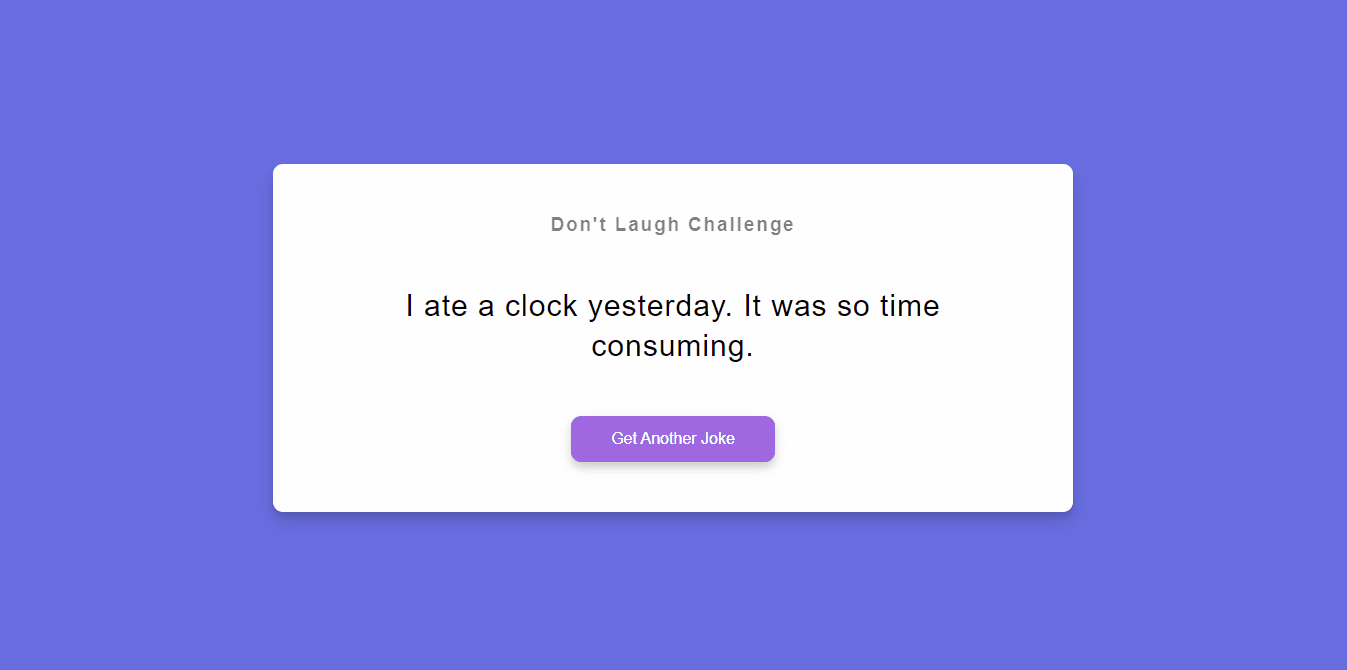 Don't Laugh Challenge
I ate a clock yesterday. It was so time
consuming.
Get Another Joke